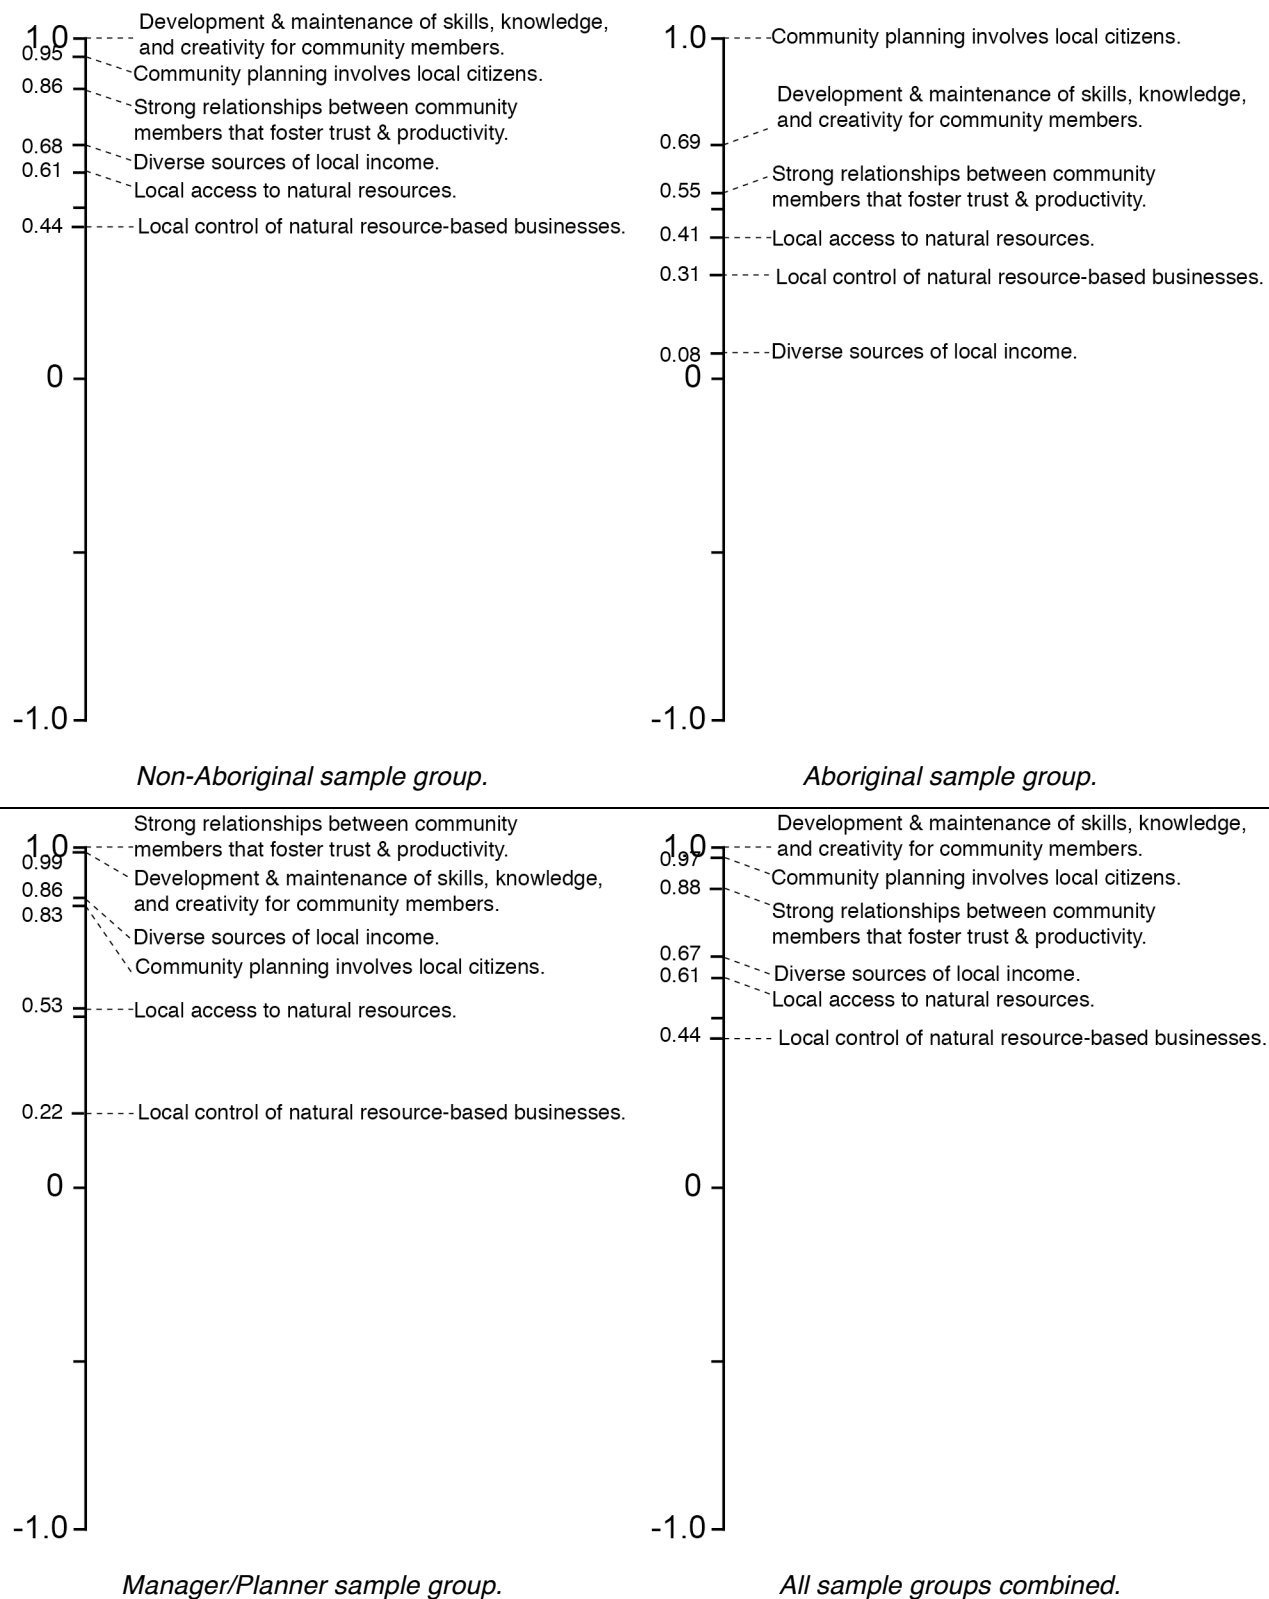 1.0
Development & maintenance of skills, knowledge,
and creativity for community members.
0.95
Community planning involves local citizens.
0.86
Strong relationships between community
members that foster trust & productivity.
0.68
Diverse sources of local income.
0.61
Local access to natural resources.
0.44
Local control of natural resource-based businesses.
0
-1.0
Non-Aboriginal sample group.
1.0
Community planning involves local citizens.
Development & maintenance of skills, knowledge,
and creativity for community members.
0.69
Strong relationships between community
members that foster trust & productivity.
0.55
0.41
Local access to natural resources.
0.31
Local control of natural resource-based businesses.
0.08
Diverse sources of local income.
0
-1.0
Aboriginal sample group.
Strong relationships between community
members that foster trust & productivity.
1.0
0.99
Development & maintenance of skills, knowledge,
and creativity for community members.
0.86
0.83
Diverse sources of local income.
Community planning involves local citizens.
0.53
Local access to natural resources.
0.22
Local control of natural resource-based businesses.
0
-1.0
Manager/Planner sample group.
Development & maintenance of skills, knowledge,
and creativity for community members.
1.0
0.97
Community planning involves local citizens.
0.88
Strong relationships between community
members that foster trust & productivity.
0.67
Diverse sources of local income.
0.61
Local access to natural resources.
0.44
Local control of natural resource-based businesses.
0
-1.0
All sample groups combined.